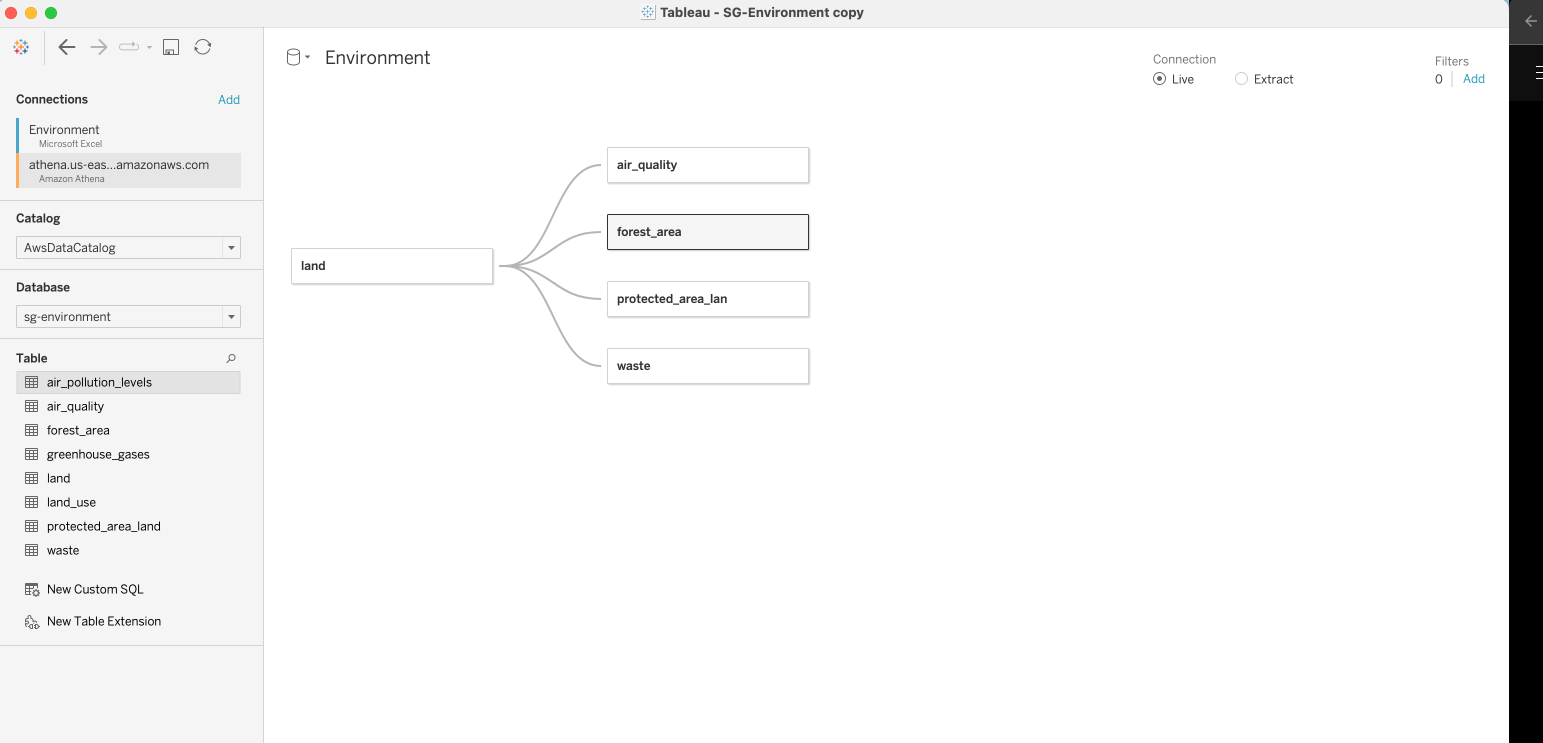 Tableau - SG-Environment copy
Environment
Connection
Live
Extract
Filters
0
Add
Connections
Add
Environment
Microsoft Excel
athena.us-eas...amazonaws.com
Amazon Athena
Catalog
AwsDataCatalog
Database
sg-environment
Table
air_pollution_levels
air_quality
forest_area
greenhouse_gases
land
land_use
protected_area_land
waste
New Custom SQL
New Table Extension
land
air_quality
forest_area
protected_area_lan
waste